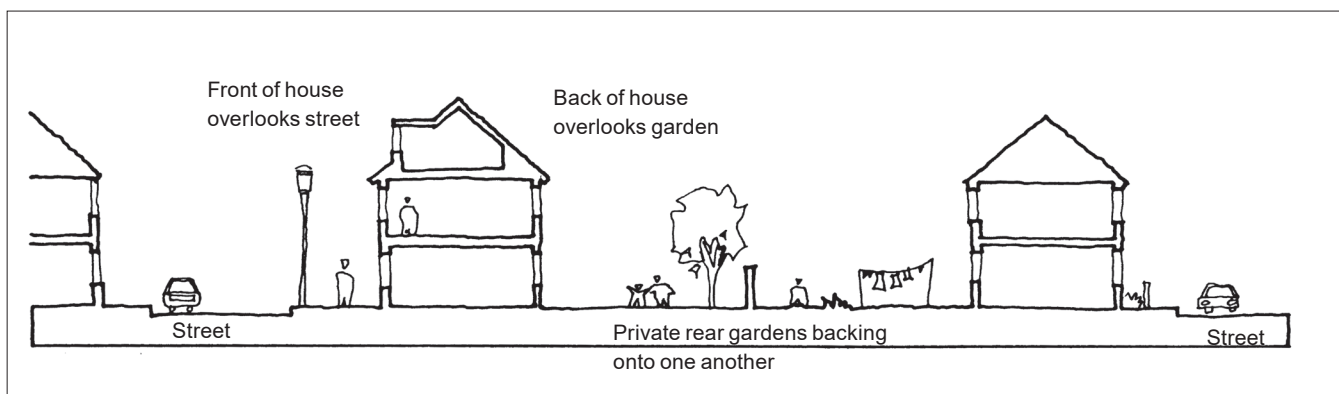 Front of house
overlooks street
Back of house
overlooks garden
Street
Private rear gardens backing
onto one another
Street